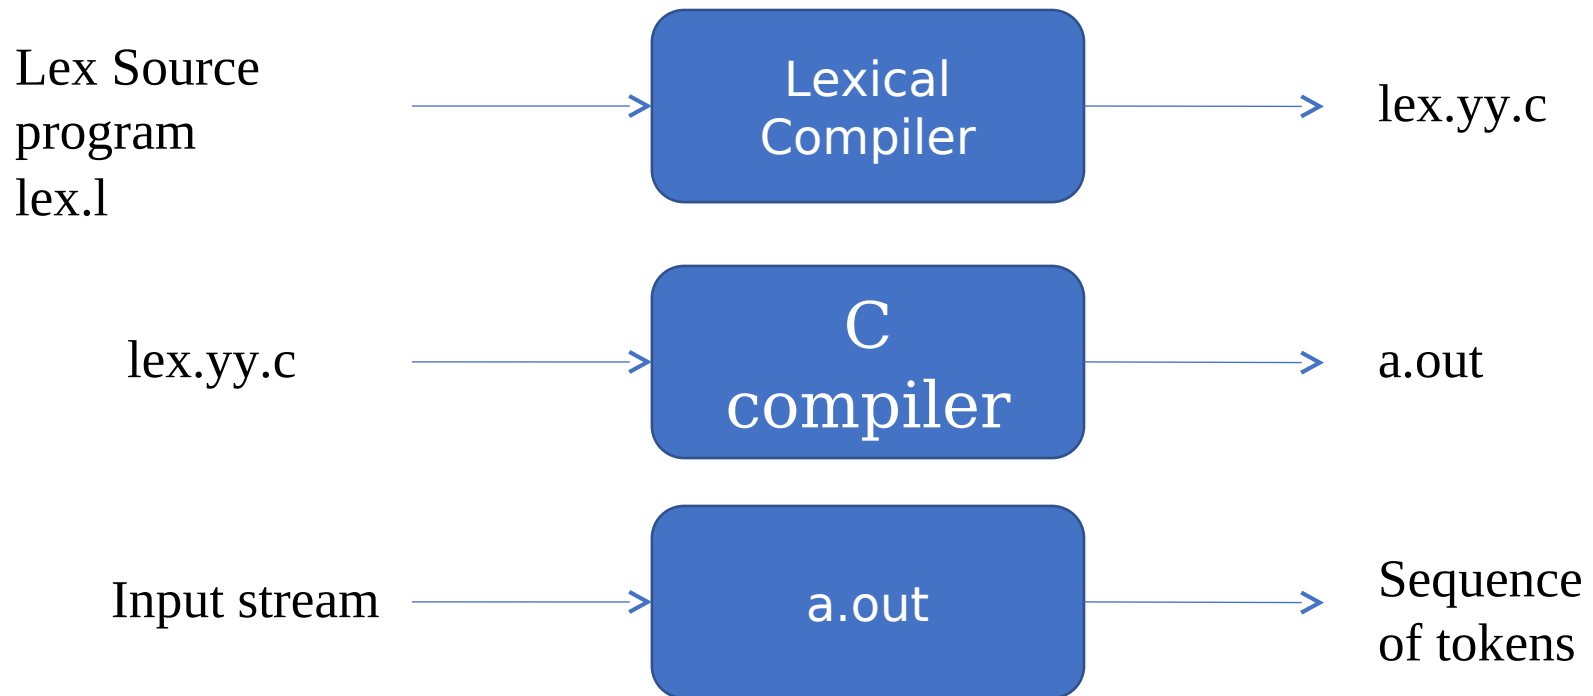 Lex Source
program
lex.l
Lexical
Compiler
lex.yy.c
lex.yy.c
C
compiler
a.out
Input stream
a.out
Sequence
of tokens